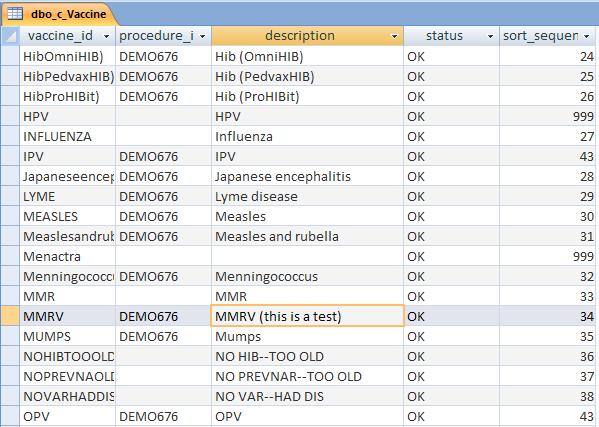 dbo_c_Vaccine
vaccine_id procedure_i description status sort_sequen
HibOmniHIB) DEMO676 Hib (OmniHIB) OK 24
HibPedvaxHIB) DEMO676 Hib (PedvaxHIB) OK 25
HibProHIBit) DEMO676 Hib (ProHIBit) OK 26
HPV HPV OK 999
INFLUENZA Influenza OK 27
IPV DEMO676 IPV OK 43
Japaneseencep DEMO676 Japanese encephalitis OK 28
LYME DEMO676 Lyme disease OK 29
MEASLES DEMO676 Measles OK 30
Measlesandrub DEMO676 Measles and rubella OK 31
Menactra OK 999
Menningococcu DEMO676 Menningococcus OK 32
MMR MMR OK 33
MMRV DEMO676 MMRV (this is a test) OK 34
MUMPS DEMO676 Mumps OK 35
NOHIBTOOOLD NO HIB--TOO OLD OK 36
NOPREVNAOLD NO PREVNAR--TOO OLD OK 37
NOVARHADDIS NO VAR--HAD DIS OK 38
OPV DEMO676 OPV OK 43